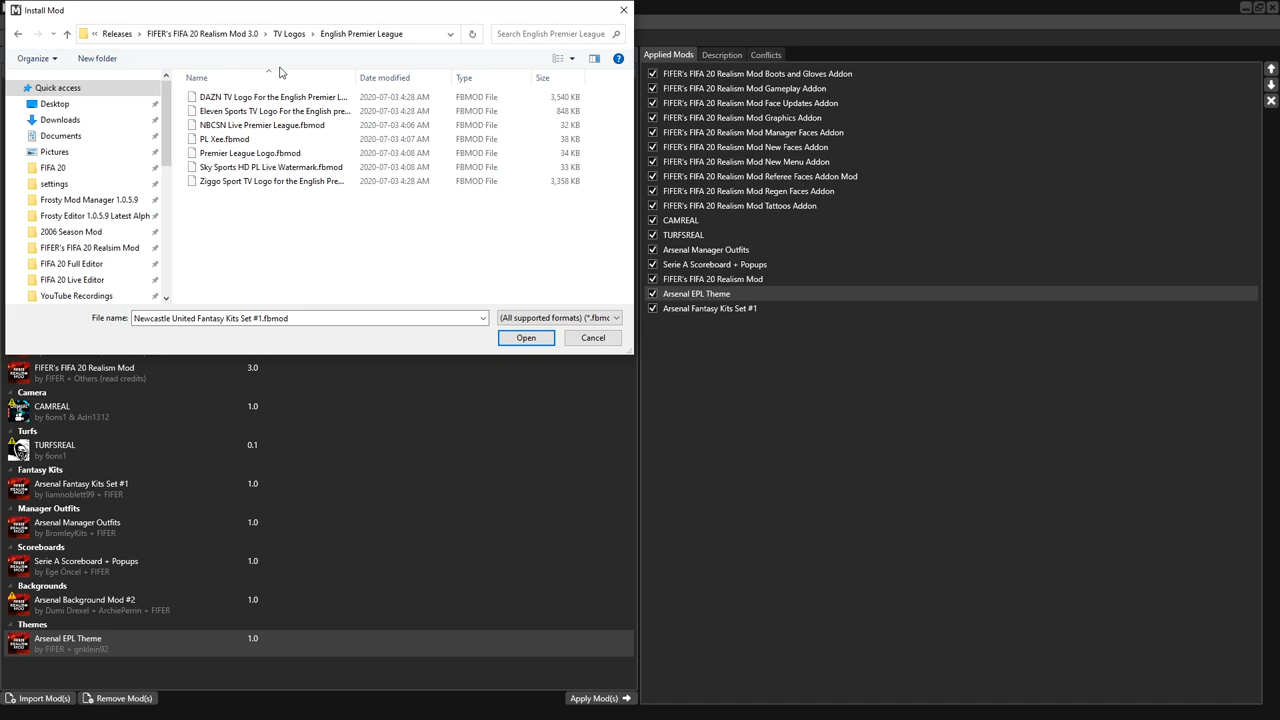 Install Mod
Releases
FIFER's FIFA 20 Realism Mod 3.0
TV Logos
English Premier League
Search English Premier League
Organize
New folder
Quick access
Desktop
Downloads
Documents
Pictures
FIFA 20
settings
Frosty Mod Manager 1.0.5.9
Frosty Editor 1.0.5.9 Latest Alph
2006 Season Mod
FIFER's FIFA 20 Realsim Mod
FIFA 20 Full Editor
FIFA 20 Live Editor
YouTube Recordings
Name Date modified Type Size
DAZN TV Logo For the English Premier L... 2020-07-03 4:28 AM FBMOD File 3,540 KB
Eleven Sports TV Logo For the English pre... 2020-07-03 4:28 AM FBMOD File 848 KB
NBCSN Live Premier League.fbmod 2020-07-03 4:06 AM FBMOD File 32 KB
PL Xee.fbmod 2020-07-03 4:07 AM FBMOD File 38 KB
Premier League Logo.fbmod 2020-07-03 4:08 AM FBMOD File 34 KB
Sky Sports HD PL Live Watermark.fbmod 2020-07-03 4:08 AM FBMOD File 33 KB
Ziggo Sport TV Logo for the English Pre... 2020-07-03 4:28 AM FBMOD File 3,358 KB
File name: Newcastle United Fantasy Kits Set #1.fbmod
(All supported formats) (*.fbmc
Open
Cancel
FIFER's FIFA 20 Realism Mod 3.0
by FIFER + Others (read credits)
Camera
CAMREAL 1.0
by 6ons1 & Adri1312
Turfs
TURFSREAL 0.1
by 6ons1
Fantasy Kits
Arsenal Fantasy Kits Set #1 1.0
by liamnoblett99 + FIFER
Manager Outfits
Arsenal Manager Outfits 1.0
by BromleyKits + FIFER
Scoreboards
Serie A Scoreboard + Popups 1.0
by Ege Öncel + FIFER
Backgrounds
Arsenal Background Mod #2 1.0
by Dumi Drexel + ArchiePerrin + FIFER
Themes
Arsenal EPL Theme 1.0
by FIFER + gnklein92
Import Mod(s)
Remove Mod(s)
Apply Mod(s)
Applied Mods Description Conflicts
FIFER's FIFA 20 Realism Mod Boots and Gloves Addon
FIFER's FIFA 20 Realism Mod Gameplay Addon
FIFER's FIFA 20 Realism Mod Face Updates Addon
FIFER's FIFA 20 Realism Mod Graphics Addon
FIFER's FIFA 20 Realism Mod Manager Faces Addon
FIFER's FIFA 20 Realism Mod New Faces Addon
FIFER's FIFA 20 Realism Mod New Menu Addon
FIFER's FIFA 20 Realism Mod Referee Faces Addon Mod
FIFER's FIFA 20 Realism Mod Regen Faces Addon
FIFER's FIFA 20 Realism Mod Tattoos Addon
CAMREAL
TURFSREAL
Arsenal Manager Outfits
Serie A Scoreboard + Popups
FIFER's FIFA 20 Realism Mod
Arsenal EPL Theme
Arsenal Fantasy Kits Set #1